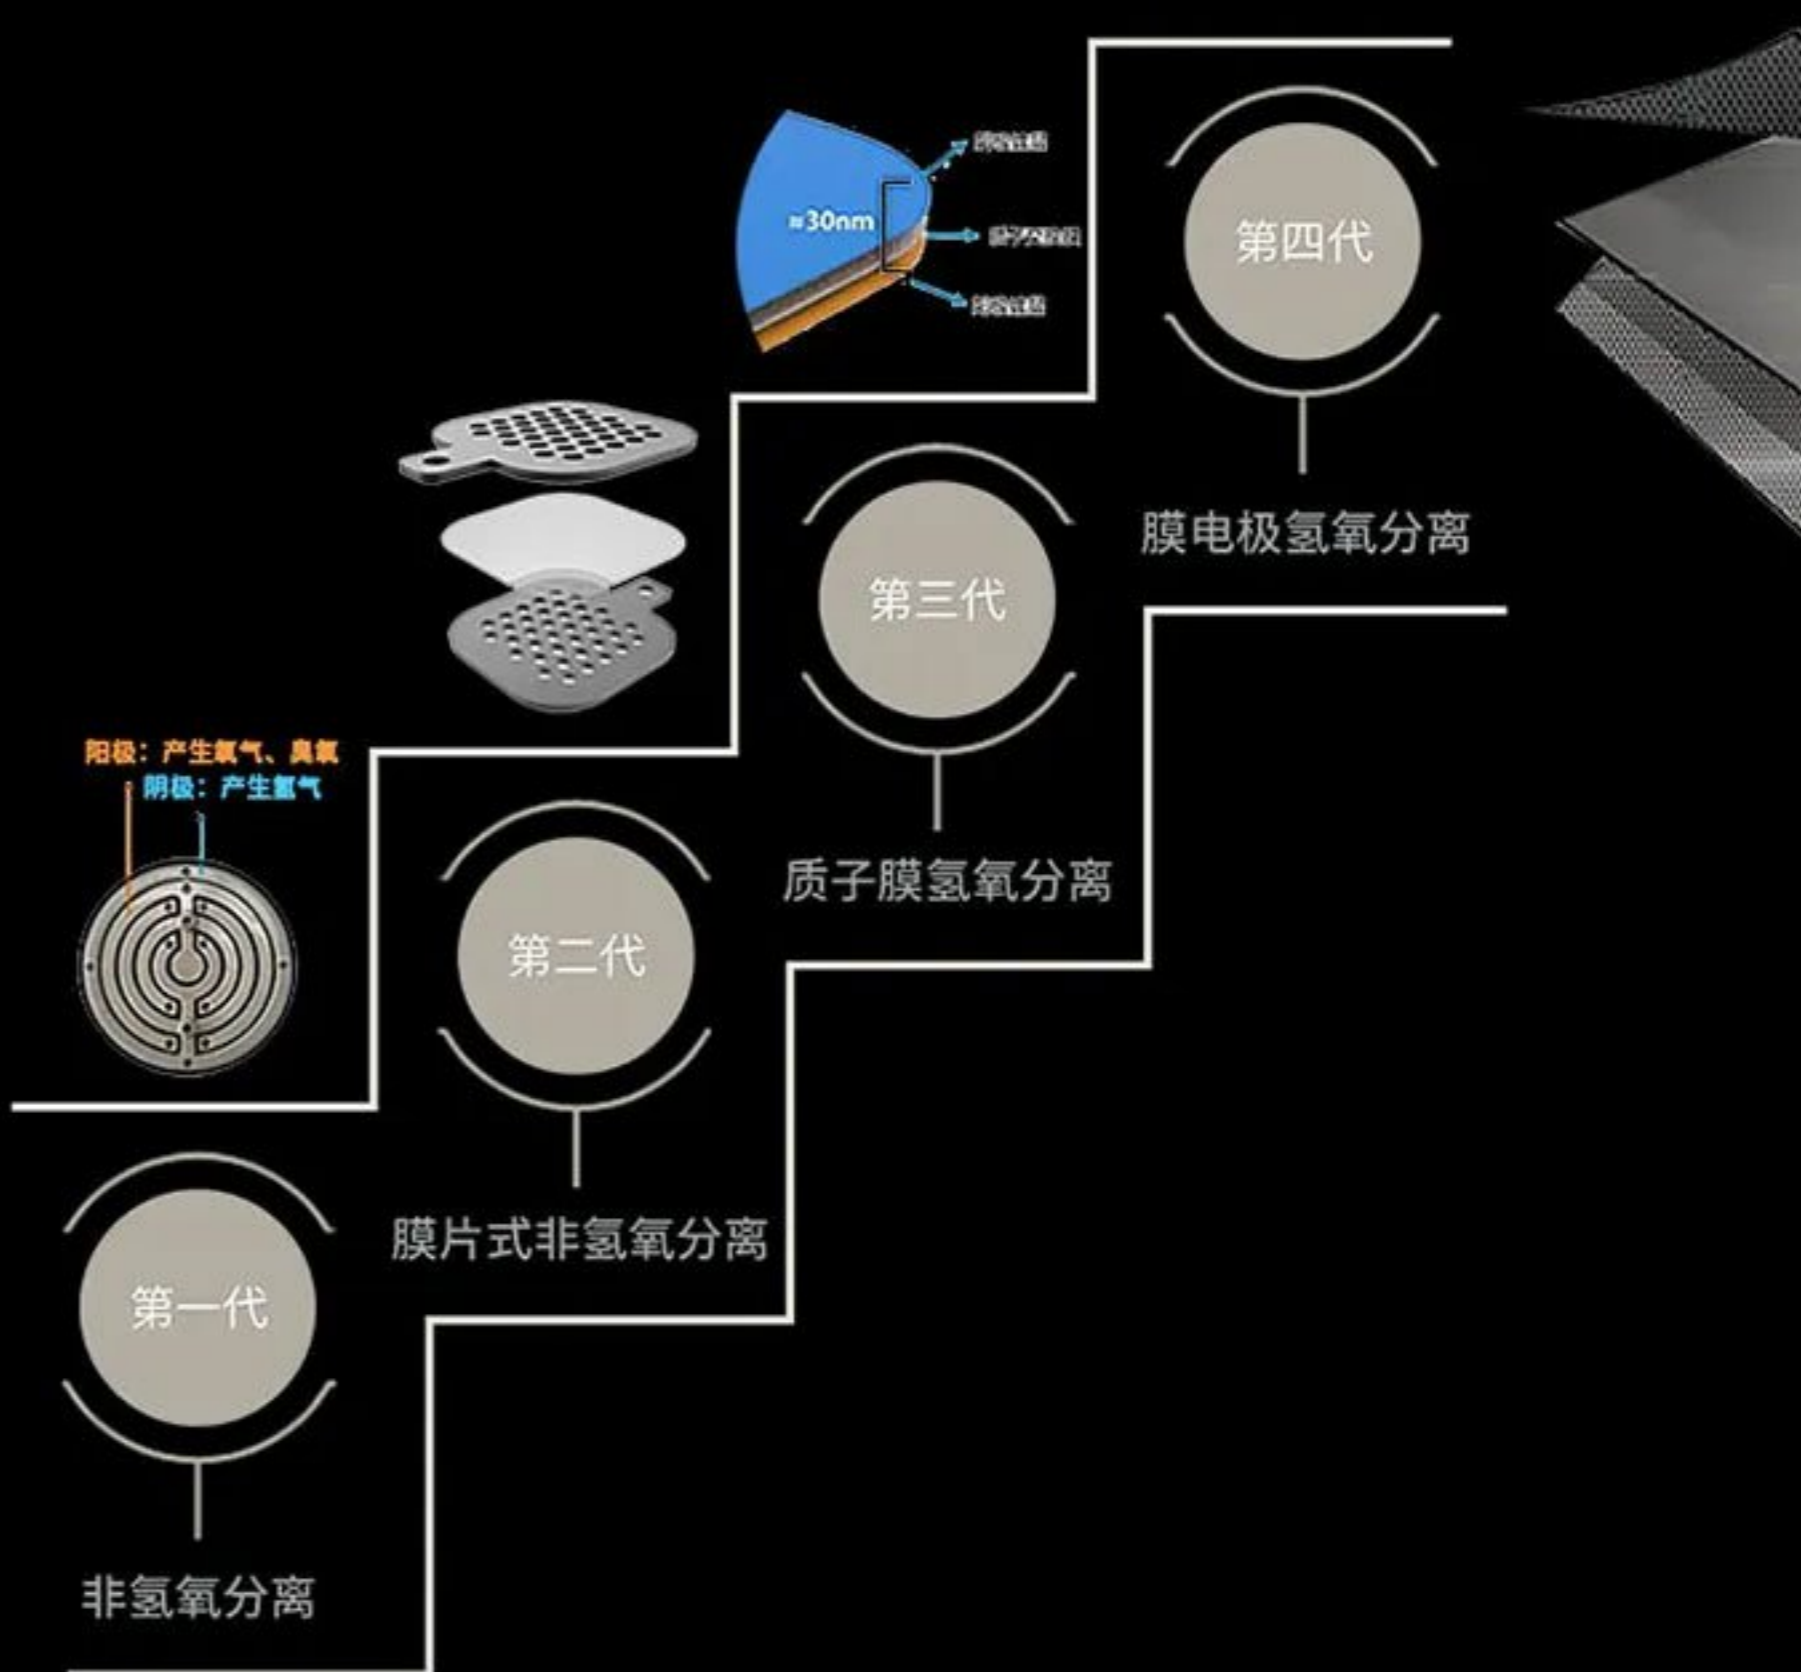 ≈30nm
第四代
膜电极氢氧分离
第三代
质子膜氢氧分离
阳极：产生氧气、臭氧
阴极：产生氢气
第二代
膜片式非氢氧分离
第一代
非氢氧分离